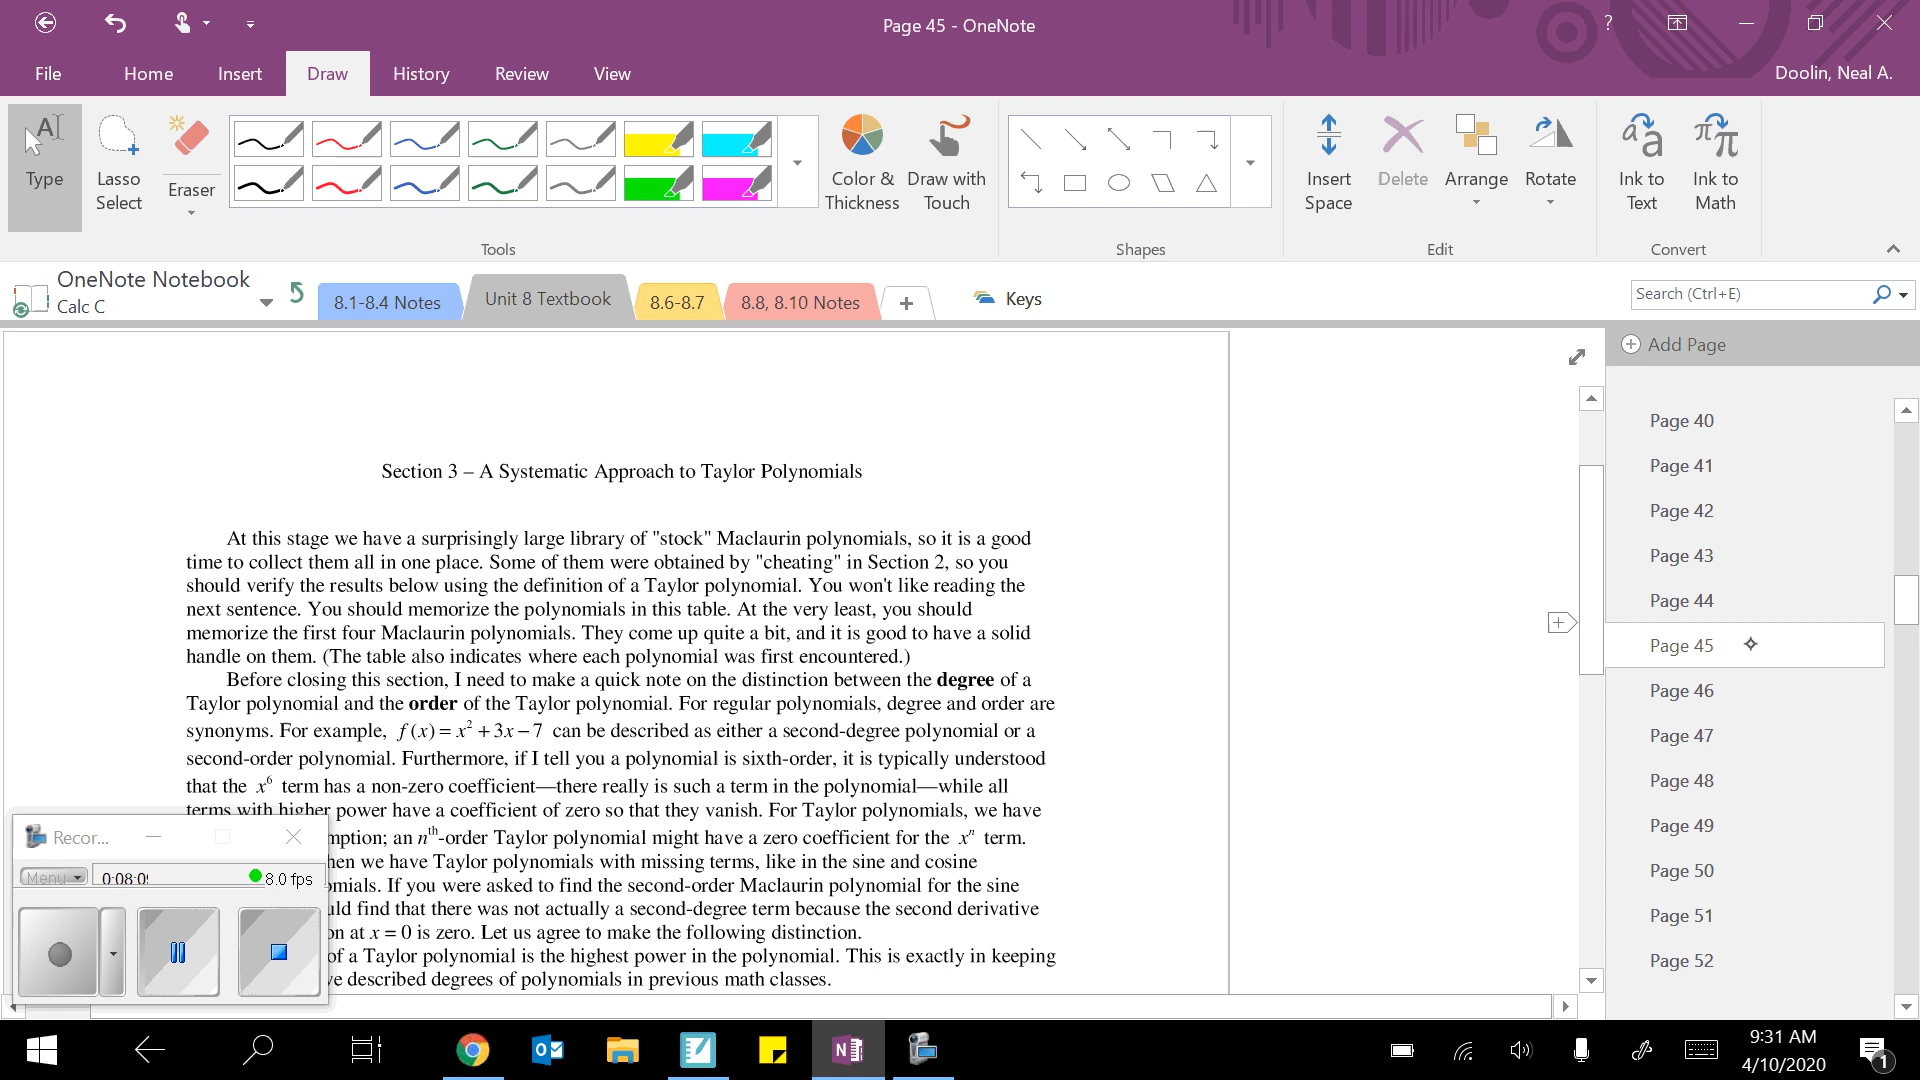 Page 45 - OneNote
?
File Home Insert Draw History Review View
Doolin, Neal A.
Type
Lasso Select
Eraser
Color & Thickness
Draw with Touch
Insert Space
Delete
Arrange
Rotate
Ink to Text
Ink to Math
Tools
Shapes
Edit
Convert
OneNote Notebook
Calc C
8.1-8.4 Notes
Unit 8 Textbook
8.6-8.7
8.8, 8.10 Notes
+
Keys
Search (Ctrl+E)
Add Page
Page 40
Page 41
Page 42
Page 43
Page 44
Page 45
Page 46
Page 47
Page 48
Page 49
Page 50
Page 51
Page 52
Section 3 – A Systematic Approach to Taylor Polynomials
At this stage we have a surprisingly large library of "stock" Maclaurin polynomials, so it is a good
time to collect them all in one place. Some of them were obtained by "cheating" in Section 2, so you
should verify the results below using the definition of a Taylor polynomial. You won't like reading the
next sentence. You should memorize the polynomials in this table. At the very least, you should
memorize the first four Maclaurin polynomials. They come up quite a bit, and it is good to have a solid
handle on them. (The table also indicates where each polynomial was first encountered.)
Before closing this section, I need to make a quick note on the distinction between the degree of a
Taylor polynomial and the order of the Taylor polynomial. For regular polynomials, degree and order are
synonyms. For example, f(x) = x² + 3x − 7 can be described as either a second-degree polynomial or a
second-order polynomial. Furthermore, if I tell you a polynomial is sixth-order, it is typically understood
that the x⁶ term has a non-zero coefficient—there really is such a term in the polynomial—while all
terms with higher power have a coefficient of zero so that they vanish. For Taylor polynomials, we have
mption; an nᵗʰ-order Taylor polynomial might have a zero coefficient for the xⁿ term.
hen we have Taylor polynomials with missing terms, like in the sine and cosine
omials. If you were asked to find the second-order Maclaurin polynomial for the sine
uld find that there was not actually a second-degree term because the second derivative
on at x = 0 is zero. Let us agree to make the following distinction.
of a Taylor polynomial is the highest power in the polynomial. This is exactly in keeping
ve described degrees of polynomials in previous math classes.
Recor...
Menu
8.0 fps
9:31 AM
4/10/2020
1